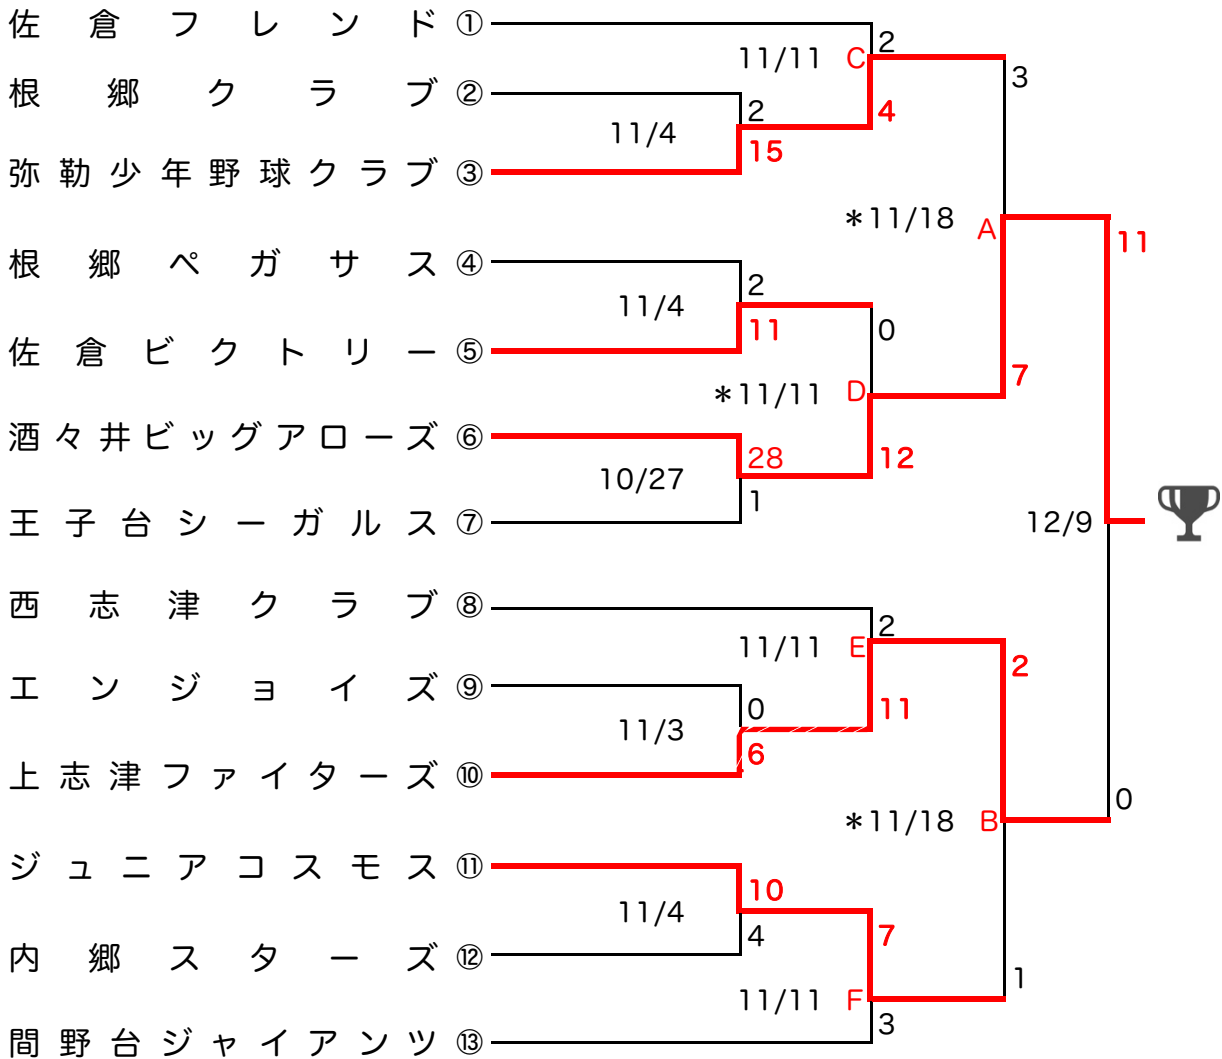 佐倉フレンド ①
2
11/11 C
3
根郷クラブ ②
2
4
11/4
15
弥勒少年野球クラブ ③
*11/18 A
11
根郷ペガサス ④
2
11/4
11
0
佐倉ビクトリー ⑤
7
*11/11 D
酒々井ビッグアローズ ⑥
28
12
10/27
1
王子台シーガルス ⑦
12/9
西志津クラブ ⑧
2
11/11 E
2
エンジョイズ ⑨
0
11
11/3
6
上志津ファイターズ ⑩
0
*11/18 B
ジュニアコスモス ⑪
10
11/4
4
7
内郷スターズ ⑫
1
11/11 F
3
間野台ジャイアンツ ⑬